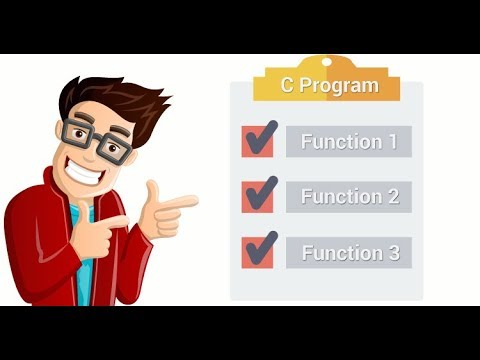 C Program
Function 1
Function 2
Function 3